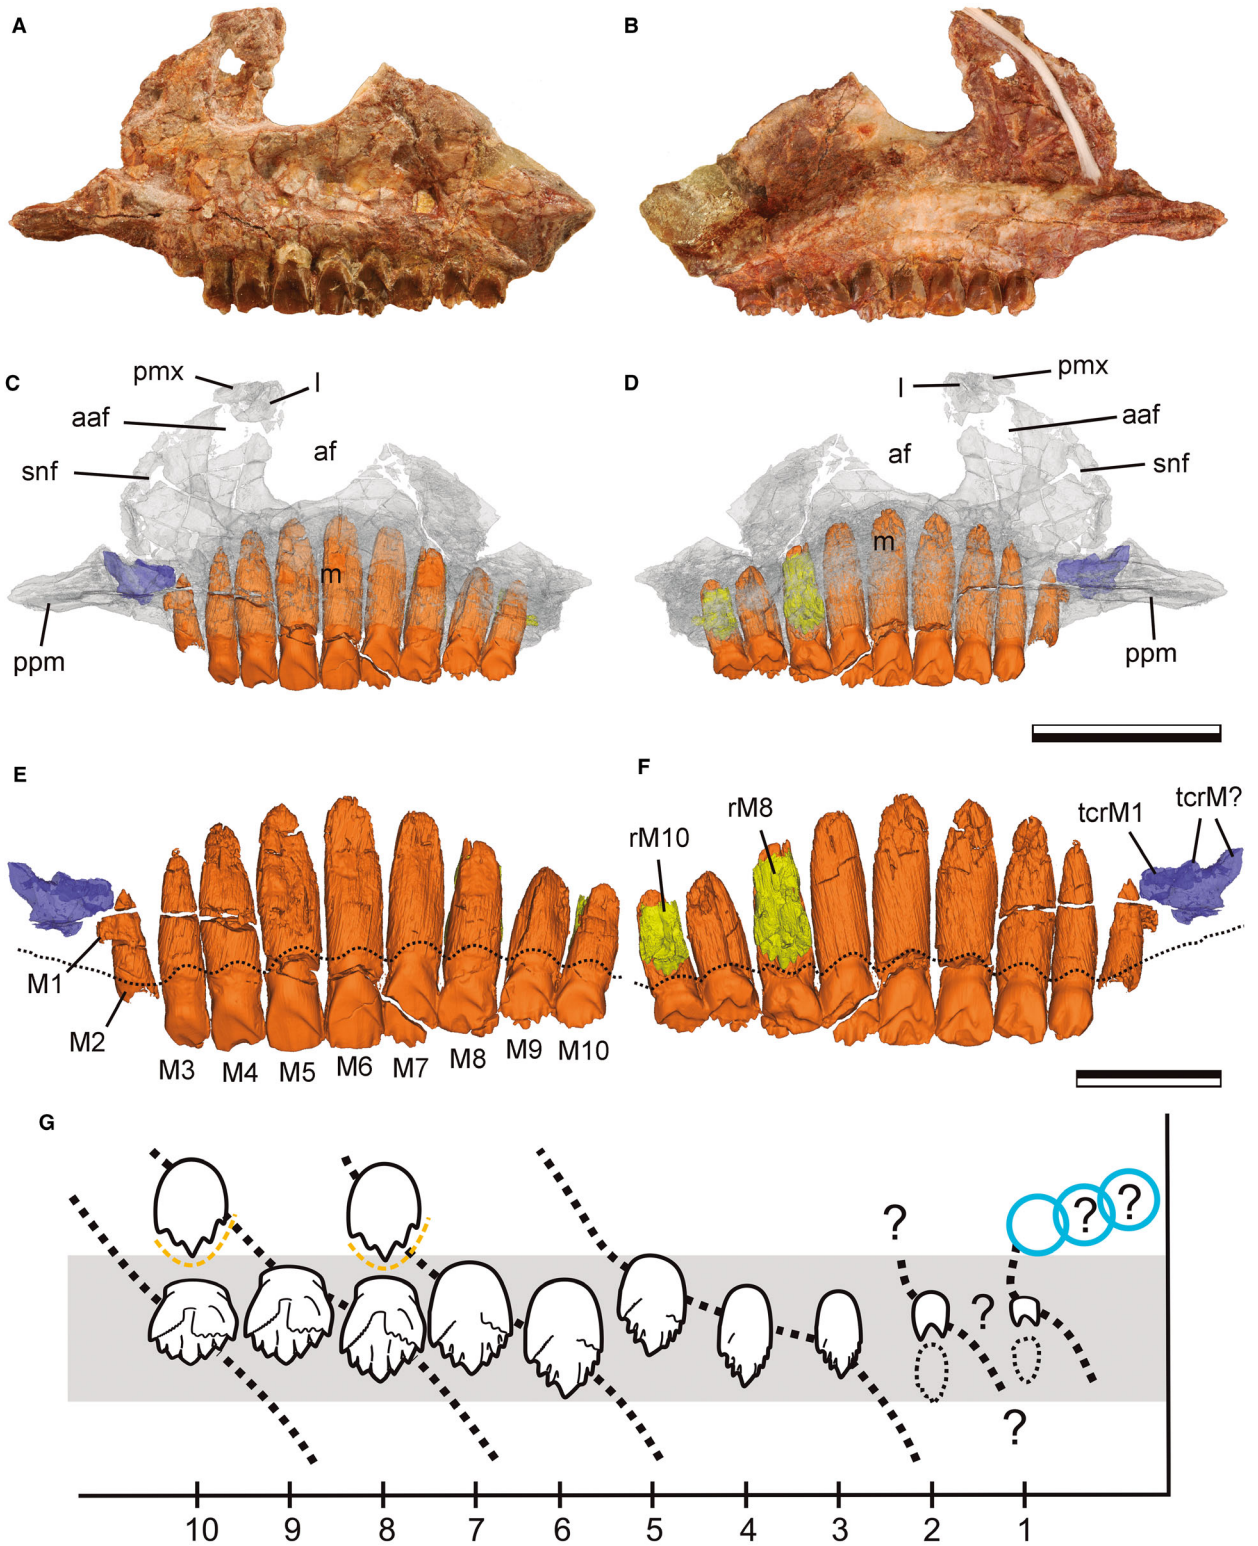 A B
C pmx l aaf af snf m ppm
D pmx l aaf af snf m ppm
E M1 M2 M3 M4 M5 M6 M7 M8 M9 M10
F rM10 rM8 tcrM1 tcrM?
G
? ? ?
?
?
?
10 9 8 7 6 5 4 3 2 1